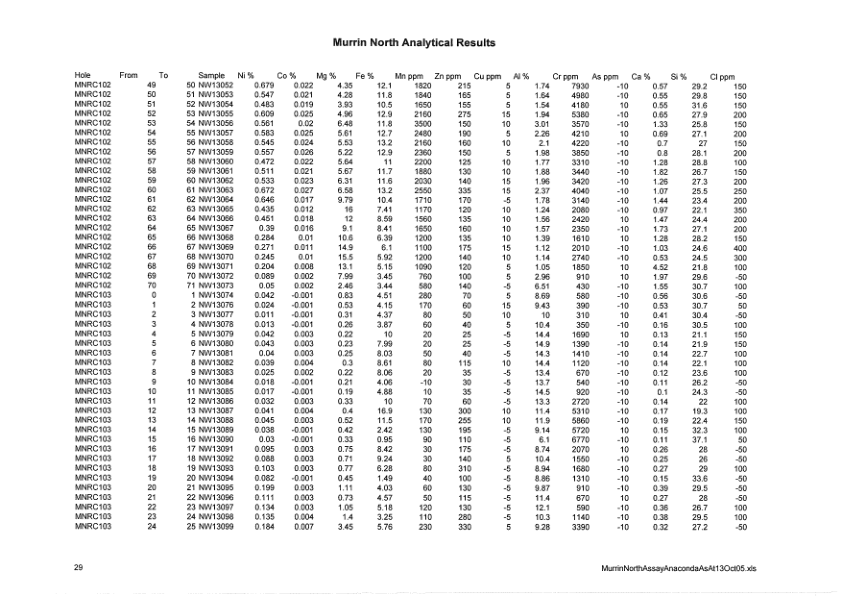 Murrin North Analytical Results
Hole From To Sample Ni % Co % Mg % Fe % Mn ppm Zn ppm Cu ppm Al % Cr ppm As ppm Ca % Si % Cl ppm
MNRC102 49 50 NW13052 0.679 0.022 4.35 12.1 1820 215 5 1.74 7930 -10 0.57 29.2 150
MNRC102 50 51 NW13053 0.547 0.021 4.28 11.8 1840 165 5 1.64 4980 -10 0.55 29.8 150
MNRC102 51 52 NW13054 0.483 0.019 3.93 10.5 1650 155 5 1.54 4180 10 0.55 31.6 150
MNRC102 52 53 NW13055 0.609 0.025 4.96 12.9 2160 275 15 1.94 5380 -10 0.65 27.9 200
MNRC102 53 54 NW13056 0.561 0.02 6.48 11.8 3500 150 10 3.01 3570 -10 1.33 25.8 150
MNRC102 54 55 NW13057 0.583 0.025 5.61 12.7 2480 190 5 2.26 4210 10 0.69 27.1 200
MNRC102 55 56 NW13058 0.545 0.024 5.53 13.2 2160 160 10 2.1 4220 -10 0.7 27 150
MNRC102 56 57 NW13059 0.557 0.026 5.22 12.9 2360 150 5 1.98 3850 -10 0.8 28.1 200
MNRC102 57 58 NW13060 0.472 0.022 5.64 11 2200 125 10 1.77 3310 -10 1.28 28.8 100
MNRC102 58 59 NW13061 0.511 0.021 5.67 11.7 1880 130 10 1.88 3440 -10 1.82 26.7 150
MNRC102 59 60 NW13062 0.533 0.023 6.31 11.6 2030 140 15 1.96 3420 -10 1.26 27.3 200
MNRC102 60 61 NW13063 0.672 0.027 6.58 13.2 2550 335 15 2.37 4040 -10 1.07 25.5 250
MNRC102 61 62 NW13064 0.646 0.017 9.79 10.4 1710 170 -5 1.78 3140 -10 1.44 23.4 200
MNRC102 62 63 NW13065 0.435 0.012 16 7.41 1170 120 10 1.24 2080 -10 0.97 22.1 350
MNRC102 63 64 NW13066 0.451 0.018 12 8.59 1560 135 10 1.56 2420 10 1.47 24.4 200
MNRC102 64 65 NW13067 0.39 0.016 9.1 8.41 1650 160 10 1.57 2350 10 1.73 27.1 200
MNRC102 65 66 NW13068 0.284 0.01 10.6 6.39 1200 135 10 1.39 1610 10 1.28 28.2 150
MNRC102 66 67 NW13069 0.271 0.011 14.9 6.1 1100 175 15 1.12 2010 -10 1.03 24.6 400
MNRC102 67 68 NW13070 0.245 0.01 15.5 5.92 1200 140 10 1.14 2740 -10 0.53 24.5 300
MNRC102 68 69 NW13071 0.204 0.008 13.1 5.15 1090 120 5 1.05 1850 10 4.52 21.8 100
MNRC102 69 70 NW13072 0.089 0.002 7.99 3.45 760 100 5 2.96 910 10 1.97 29.6 -50
MNRC102 70 71 NW13073 0.05 0.002 2.46 3.44 580 140 -5 6.51 430 -10 1.55 30.7 100
MNRC103 0 1 NW13074 0.042 -0.001 0.83 4.51 280 70 5 8.69 580 -10 0.56 30.6 -50
MNRC103 1 2 NW13076 0.024 -0.001 0.53 4.15 170 60 15 9.43 390 -10 0.53 30.7 50
MNRC103 2 3 NW13077 0.011 -0.001 0.31 4.37 80 50 10 10 310 10 0.41 30.4 -50
MNRC103 3 4 NW13078 0.013 -0.001 0.26 3.87 60 40 5 10.4 350 -10 0.16 30.5 100
MNRC103 4 5 NW13079 0.042 0.003 0.22 10 20 25 -5 14.4 1690 -10 0.13 21.1 150
MNRC103 5 6 NW13080 0.043 0.003 0.23 7.99 20 25 -5 14.9 1390 -10 0.14 21.9 150
MNRC103 6 7 NW13081 0.04 0.003 0.25 8.03 50 40 -5 14.3 1410 -10 0.14 22.7 100
MNRC103 7 8 NW13082 0.039 0.004 0.3 8.61 80 115 10 14.4 1120 -10 0.14 22.1 100
MNRC103 8 9 NW13083 0.025 0.002 0.22 8.06 20 35 -5 13.4 670 -10 0.12 23.6 100
MNRC103 9 10 NW13084 0.018 -0.001 0.21 4.06 -10 30 -5 13.7 540 -10 0.11 26.2 -50
MNRC103 10 11 NW13085 0.017 -0.001 0.19 4.88 10 35 -5 14.5 920 -10 0.1 24.3 -50
MNRC103 11 12 NW13086 0.032 0.003 0.33 10 70 60 -5 13.3 2720 -10 0.14 22 100
MNRC103 12 13 NW13087 0.041 0.004 0.4 16.9 130 300 10 11.4 5310 -10 0.17 19.3 100
MNRC103 13 14 NW13088 0.045 0.003 0.52 11.5 170 255 10 11.9 5860 -10 0.19 22.4 150
MNRC103 14 15 NW13089 0.038 -0.001 0.42 2.42 130 195 -5 9.14 5720 10 0.15 32.3 100
MNRC103 15 16 NW13090 0.03 -0.001 0.33 0.95 90 110 -5 6.1 6770 -10 0.11 37.1 50
MNRC103 16 17 NW13091 0.095 0.003 0.75 8.42 30 175 -5 8.74 2070 10 0.26 28 -50
MNRC103 17 18 NW13092 0.088 0.003 0.71 9.24 30 140 5 10.4 1550 -10 0.25 26 -50
MNRC103 18 19 NW13093 0.103 0.003 0.77 6.28 80 310 -5 8.94 1680 -10 0.27 29 100
MNRC103 19 20 NW13094 0.082 -0.001 0.45 1.49 40 100 -5 8.86 1310 -10 0.15 33.6 -50
MNRC103 20 21 NW13095 0.199 0.003 1.11 4.03 60 130 -5 9.87 910 -10 0.39 29.5 -50
MNRC103 21 22 NW13096 0.111 0.003 0.73 4.57 50 115 -5 11.4 670 10 0.27 28 -50
MNRC103 22 23 NW13097 0.134 0.003 1.05 5.18 120 130 -5 12.1 590 -10 0.36 26.7 100
MNRC103 23 24 NW13098 0.135 0.004 1.4 3.25 110 280 -5 10.3 1140 -10 0.38 29.5 100
MNRC103 24 25 NW13099 0.184 0.007 3.45 5.76 230 330 5 9.28 3390 -10 0.32 27.2 -50
29 MurrinNorthAssayAnacondaAsAt13Oct05.xls